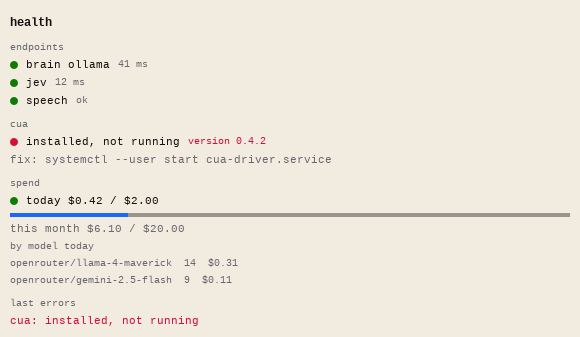 health
endpoints
brain ollama 41 ms
jev 12 ms
speech ok
cua
installed, not running version 0.4.2
fix: systemctl --user start cua-driver.service
spend
today $0.42 / $2.00
this month $6.10 / $20.00
by model today
openrouter/llama-4-maverick 14 $0.31
openrouter/gemini-2.5-flash 9 $0.11
last errors
cua: installed, not running